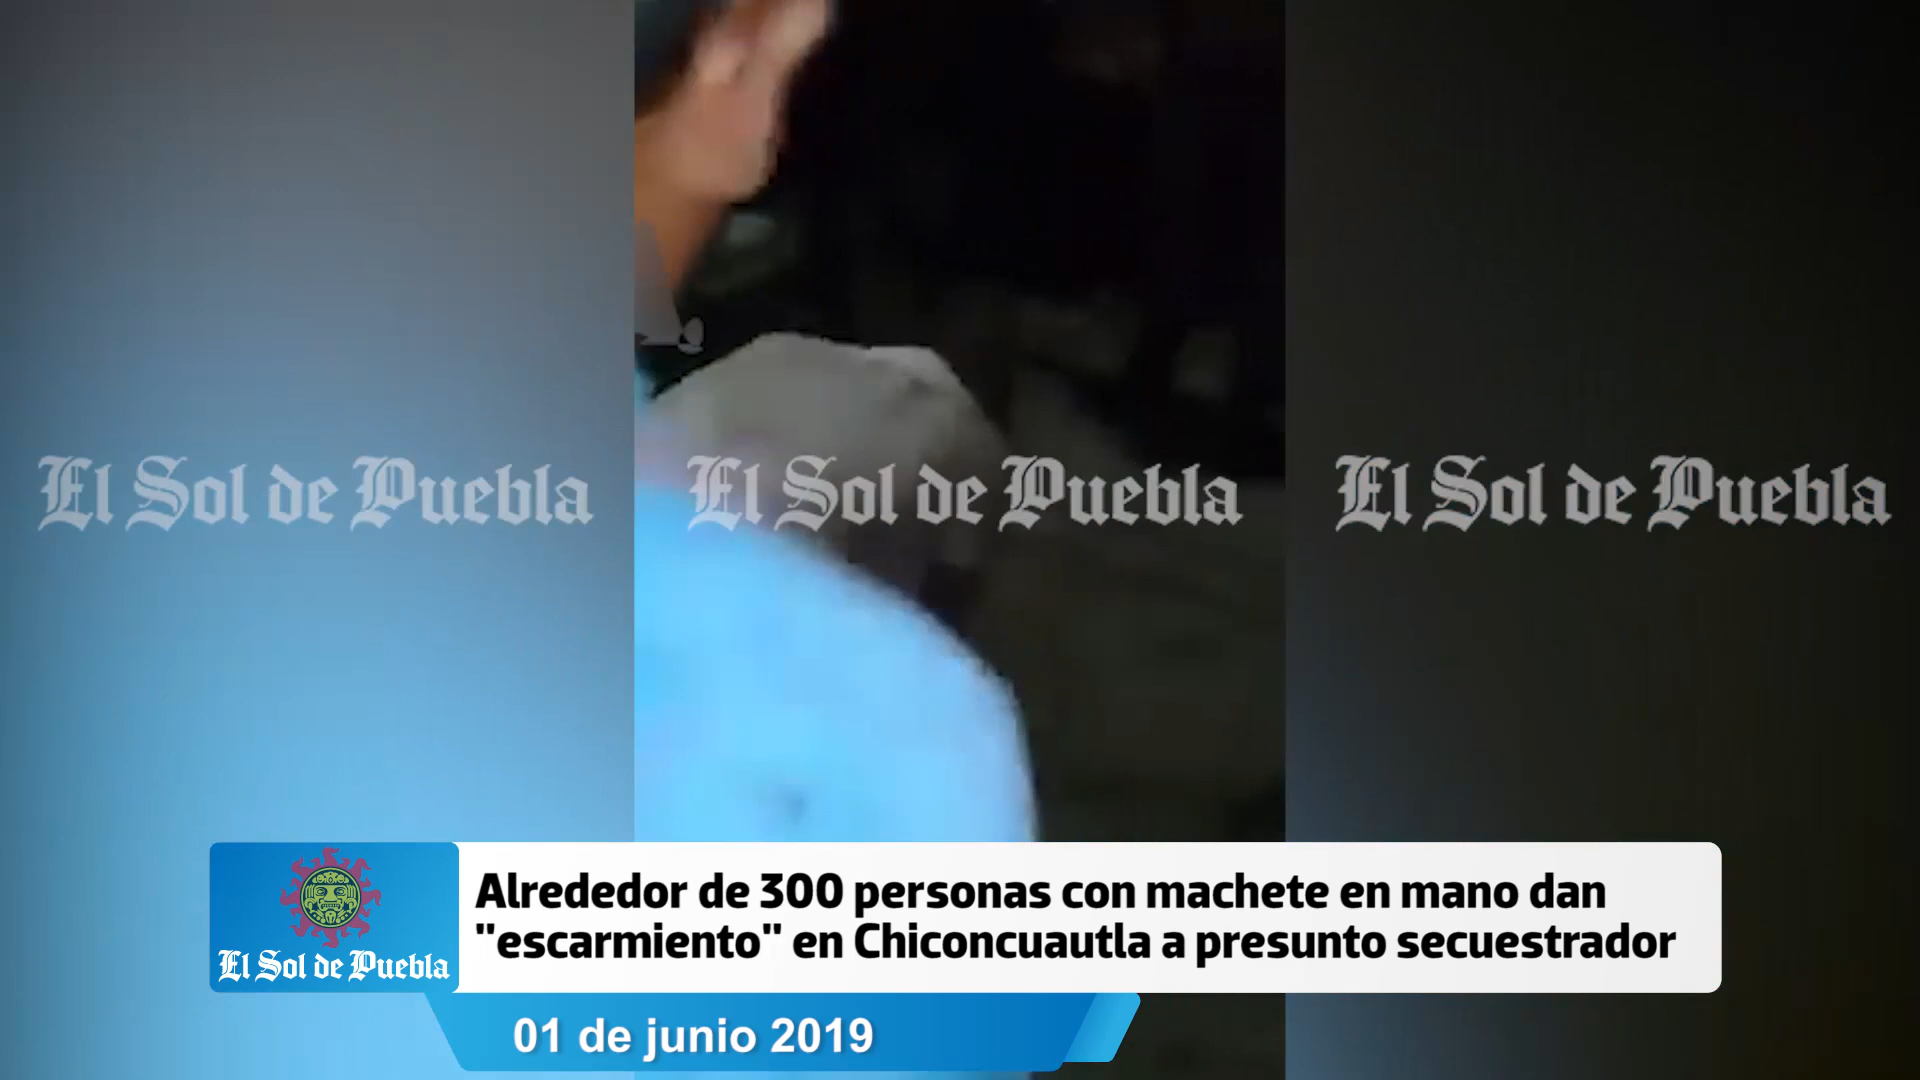 El Sol de Puebla
El Sol de Puebla
El Sol de Puebla
Alrededor de 300 personas con machete en mano dan
"escarmiento" en Chiconcuautla a presunto secuestrador
El Sol de Puebla
01 de junio 2019